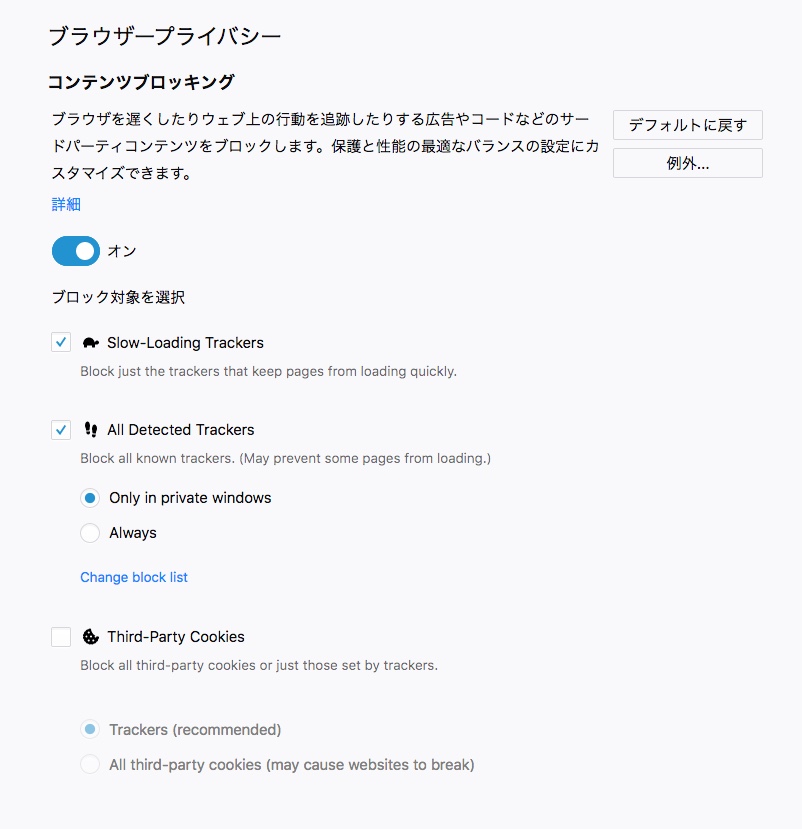 ブラウザープライバシー
コンテンツブロッキング
ブラウザを遅くしたりウェブ上の行動を追跡したりする広告やコードなどのサー
ドパーティコンテンツをブロックします。保護と性能の最適なバランスの設定にカ
スタマイズできます。
デフォルトに戻す
例外...
詳細
オン
ブロック対象を選択
Slow-Loading Trackers
Block just the trackers that keep pages from loading quickly.
All Detected Trackers
Block all known trackers. (May prevent some pages from loading.)
Only in private windows
Always
Change block list
Third-Party Cookies
Block all third-party cookies or just those set by trackers.
Trackers (recommended)
All third-party cookies (may cause websites to break)